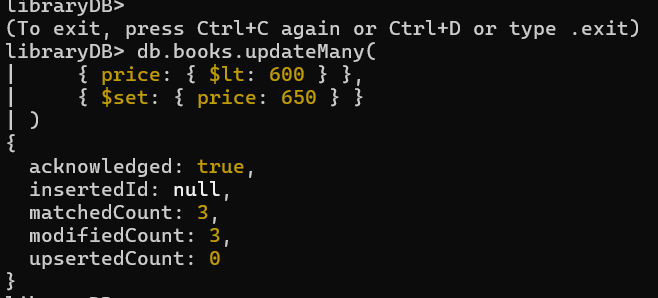 libraryDB>
(To exit, press Ctrl+C again or Ctrl+D or type .exit)
libraryDB> db.books.updateMany(
|     { price: { $lt: 600 } },
|     { $set: { price: 650 } }
| )
{
  acknowledged: true,
  insertedId: null,
  matchedCount: 3,
  modifiedCount: 3,
  upsertedCount: 0
}